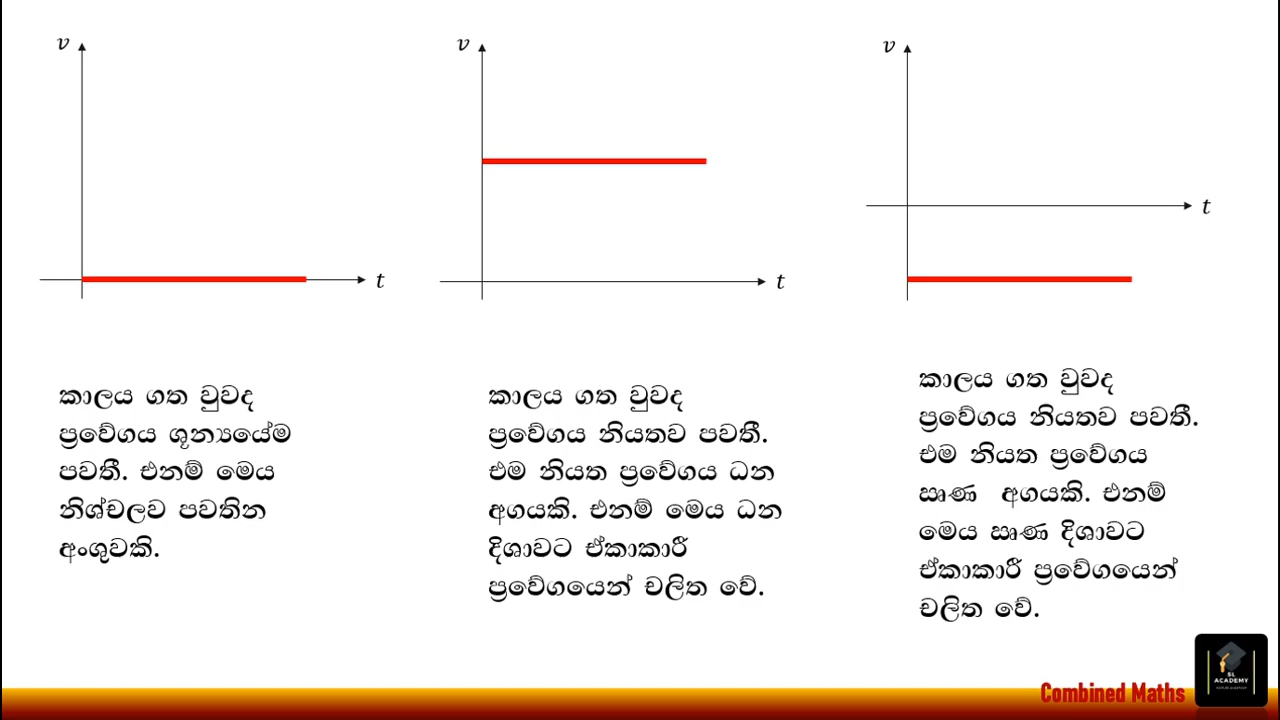 v
t
v
t
v
t
කාලය ගත වුවද
ප්‍රවේගය ශූන්‍යයේම
පවතී. එනම් මෙය
නිශ්චලව පවතින
අංශුවකි.
කාලය ගත වුවද
ප්‍රවේගය නියතව පවතී.
එම නියත ප්‍රවේගය ධන
අගයකි. එනම් මෙය ධන
දිශාවට ඒකාකාරී
ප්‍රවේගයෙන් චලිත වේ.
කාලය ගත වුවද
ප්‍රවේගය නියතව පවතී.
එම නියත ප්‍රවේගය
ඍණ අගයකි. එනම්
මෙය ඍණ දිශාවට
ඒකාකාරී ප්‍රවේගයෙන්
චලිත වේ.
Combined Maths
SL
ACADEMY